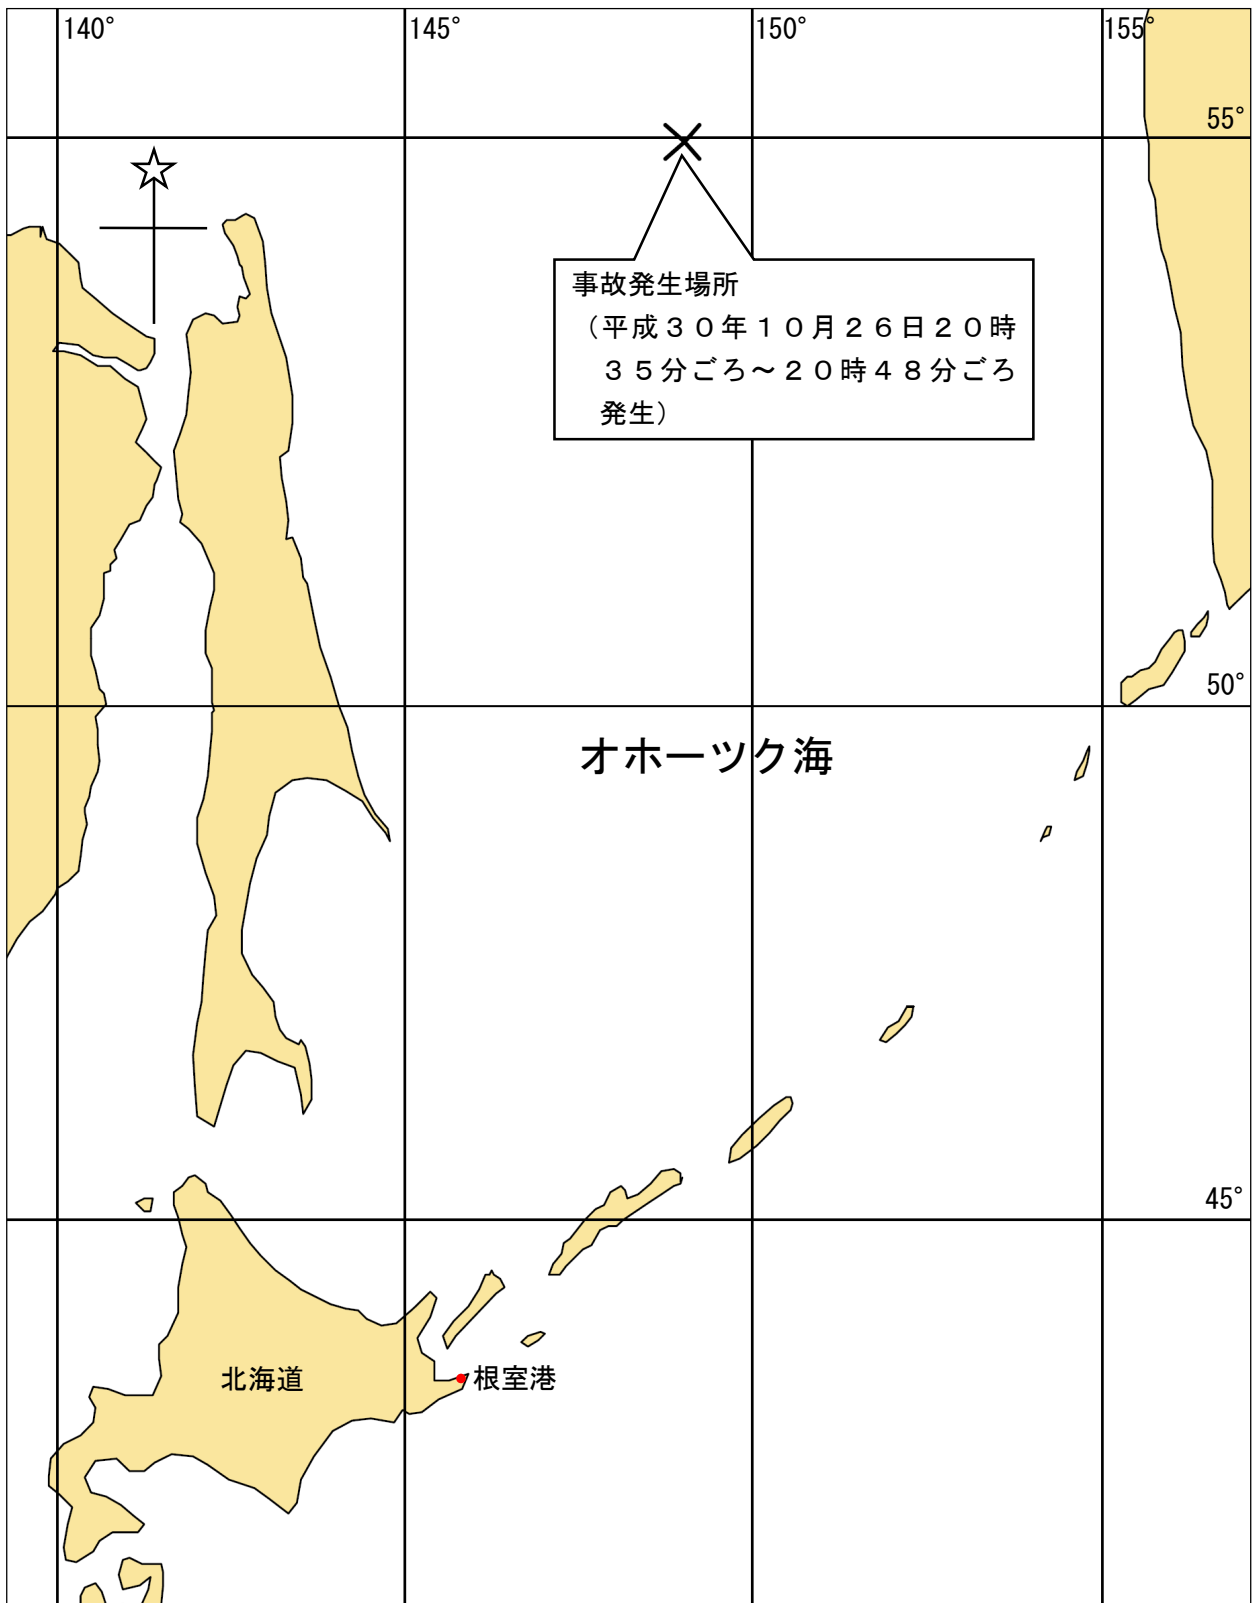 140°
145°
150°
155°
55°
事故発生場所
（平成３０年１０月２６日２０時
３５分ごろ～２０時４８分ごろ
発生）
50°
オホーツク海
45°
北海道
根室港